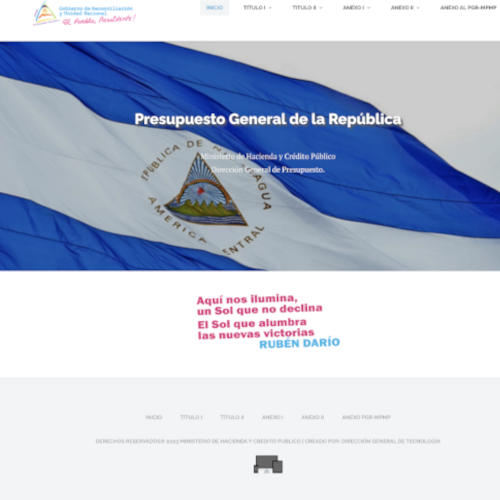 Gobierno de Reconciliación
y Unidad Nacional
El Pueblo, Presidente!
INICIO TITULO I TITULO II ANEXO I ANEXO II ANEXO AL PGR-MPMP
Presupuesto General de la República
Ministerio de Hacienda y Crédito Público
Dirección General de Presupuesto.
REPÚBLICA DE NICARAGUA
AMERICA CENTRAL
Aquí nos ilumina,
un Sol que no declina
El Sol que alumbra
las nuevas victorias
RUBÉN DARÍO
INICIO TITULO I TITULO II ANEXO I ANEXO II ANEXO PGR-MPMP
DERECHOS RESERVADOS® 2023 MINISTERIO DE HACIENDA Y CREDITO PUBLICO | CREADO POR: DIRECCIÓN GENERAL DE TECNOLOGÍA